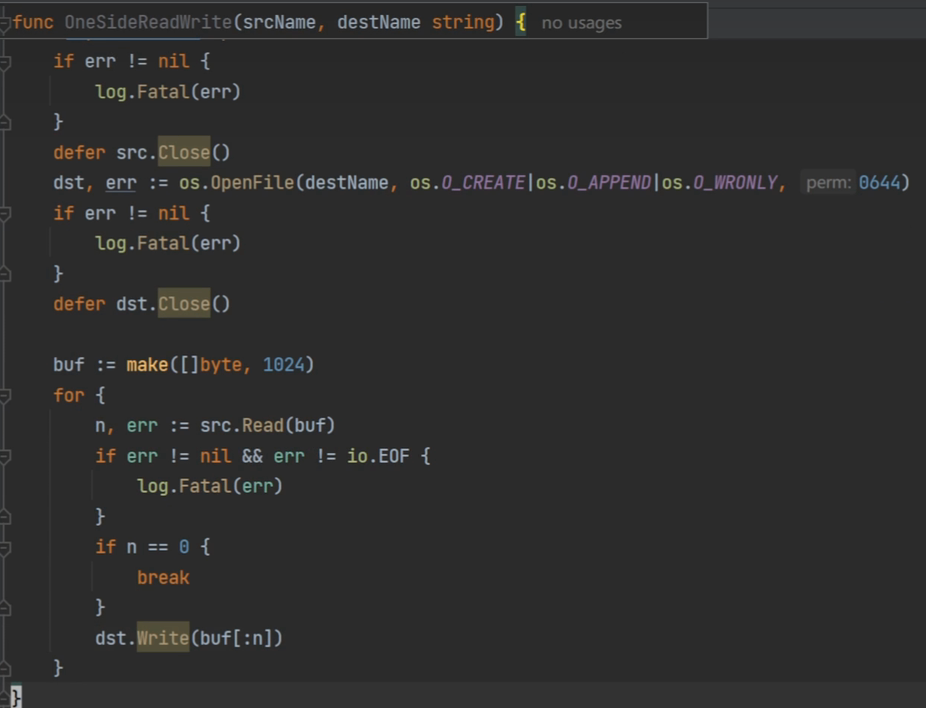 func OneSideReadWrite(srcName, destName string) { no usages
if err != nil {
log.Fatal(err)
}
defer src.Close()
dst, err := os.OpenFile(destName, os.O_CREATE|os.O_APPEND|os.O_WRONLY, perm: 0644)
if err != nil {
log.Fatal(err)
}
defer dst.Close()
buf := make([]byte, 1024)
for {
n, err := src.Read(buf)
if err != nil && err != io.EOF {
log.Fatal(err)
}
if n == 0 {
break
}
dst.Write(buf[:n])
}
}